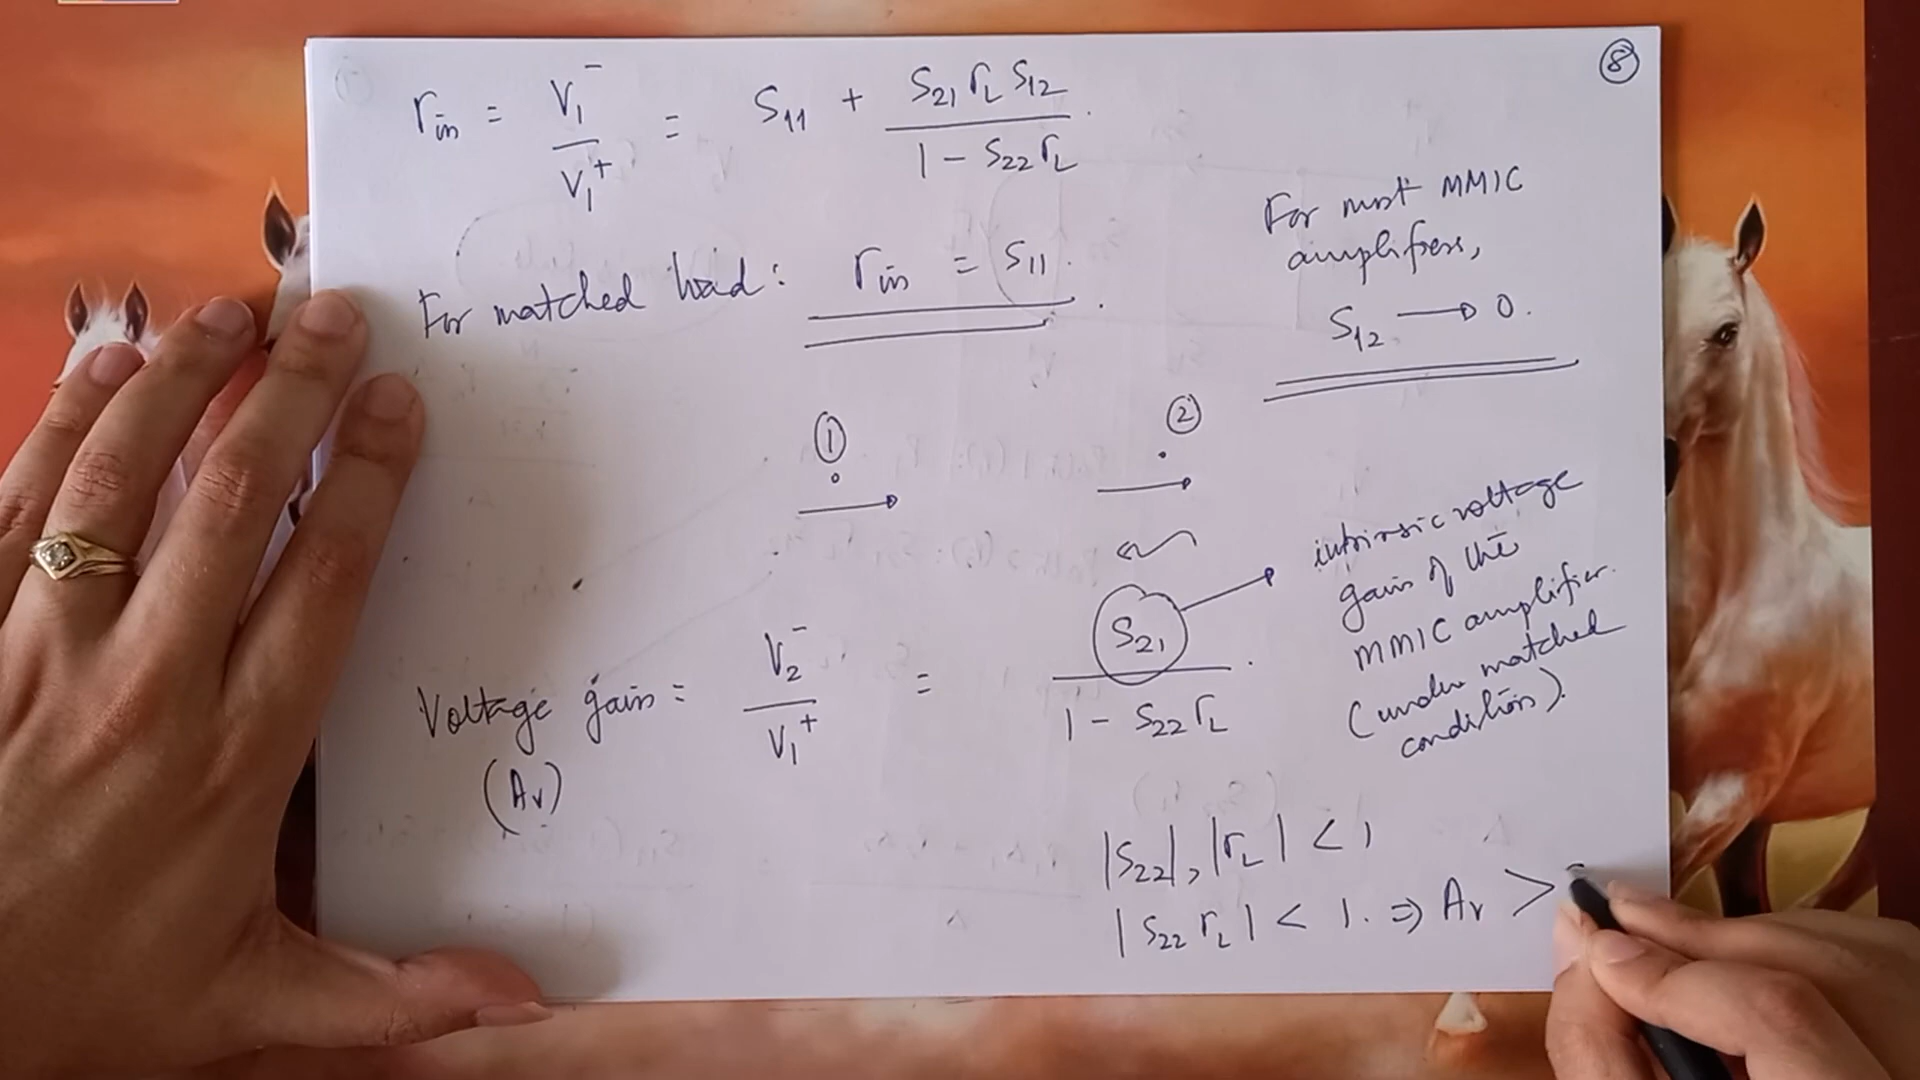 ⑧
Γin = V1⁻ / V1⁺ = S11 + S21 ΓL S12 / (1 - S22 ΓL).
For matched load: Γin = S11.
For most MMIC
amplifiers,
S12 → 0.
① ②
Voltage gain = V2⁻ / V1⁺ = S21 / (1 - S22 ΓL).
(Av)
intrinsic voltage
gain of the
MMIC amplifier.
(under matched
condition).
|S22|, |ΓL| < 1
|S22 ΓL| < 1. ⇒ Av >